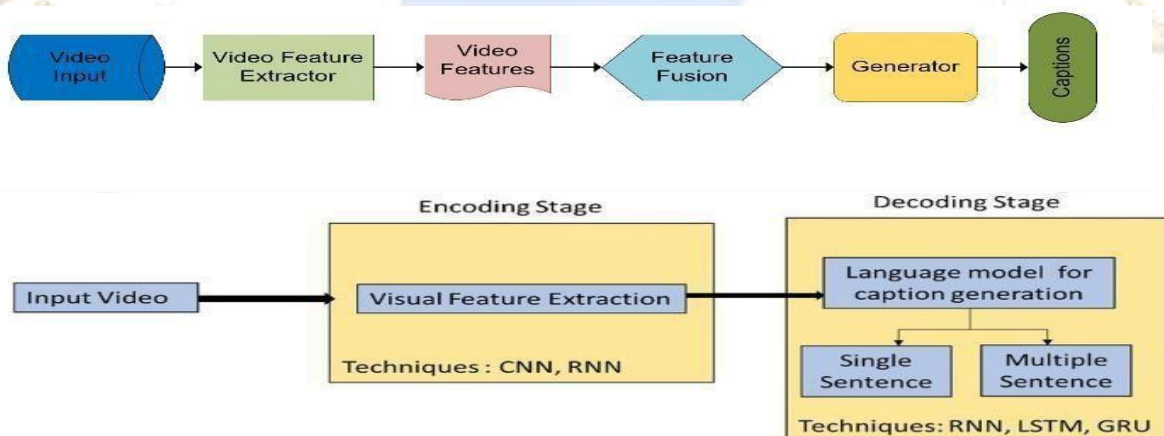 Video
Input
Video Feature
Extractor
Video
Features
Feature
Fusion
Generator
Captions
Encoding Stage
Decoding Stage
Input Video
Visual Feature Extraction
Language model for
caption generation
Single
Sentence
Multiple
Sentence
Techniques : CNN, RNN
Techniques: RNN, LSTM, GRU